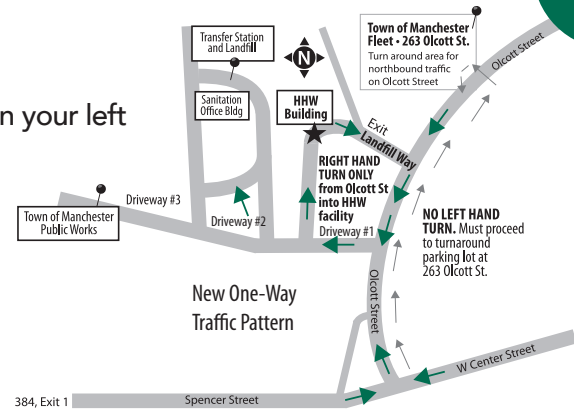 n your left
Transfer Station
and Landfill
Sanitation
Office Bldg
N
HHW
Building
Exit
Landfill Way
Town of Manchester
Fleet • 263 Olcott St.
Turn around area for
northbound traffic
on Olcott Street
Olcott Street
RIGHT HAND
TURN ONLY
from Olcott St
into HHW
facility
Driveway #1
Driveway #2
Driveway #3
Town of Manchester
Public Works
NO LEFT HAND
TURN. Must proceed
to turnaround
parking lot at
263 Olcott St.
New One-Way
Traffic Pattern
Olcott Street
W Center Street
384, Exit 1
Spencer Street